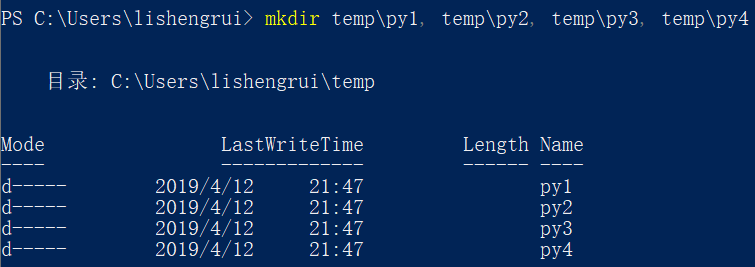 PS C:\Users\lishengrui> mkdir temp\py1, temp\py2, temp\py3, temp\py4
目录: C:\Users\lishengrui\temp
Mode                LastWriteTime         Length Name
----                -------------         ------ ----
d-----        2019/4/12     21:47                py1
d-----        2019/4/12     21:47                py2
d-----        2019/4/12     21:47                py3
d-----        2019/4/12     21:47                py4